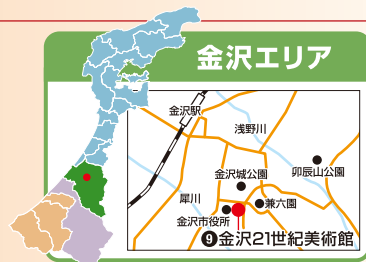 金沢エリア
金沢駅
浅野川
金沢城公園
卯辰山公園
犀川
兼六園
金沢市役所
❾金沢21世紀美術館